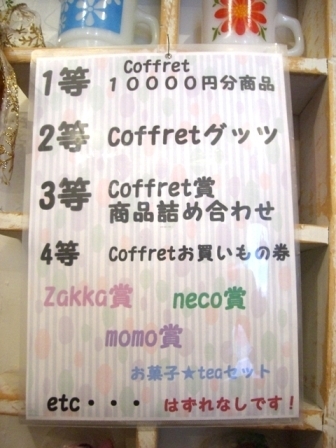 1等 Coffret
10000円分商品
2等 Coffretグッツ
3等 Coffret賞
商品詰め合わせ
4等 Coffretお買いもの券
Zakka賞 neco賞
momo賞
お菓子★teaセット
etc・・・ はずれなしです！